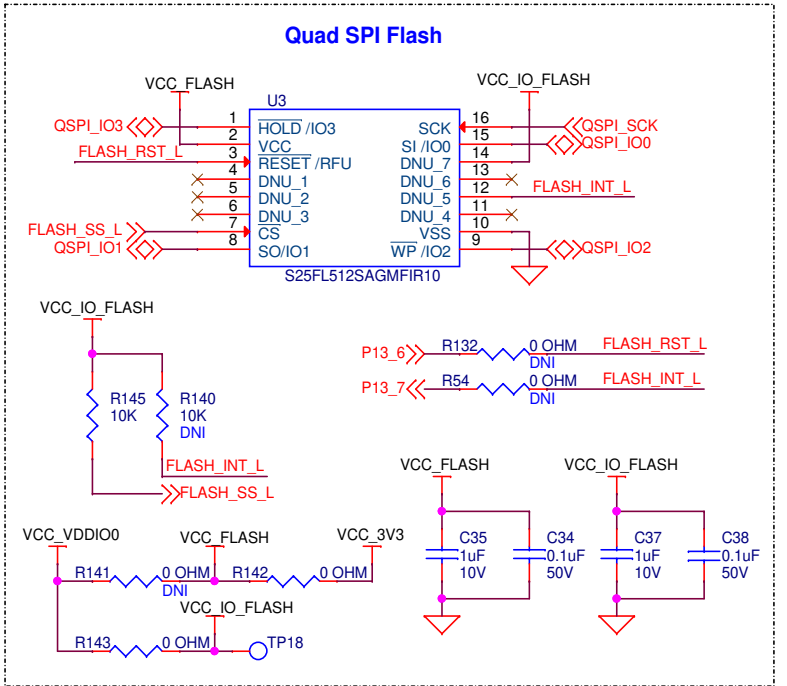 Quad SPI Flash
VCC_FLASH
VCC_IO_FLASH
U3
QSPI_IO3 1 HOLD /IO3 SCK 16 QSPI_SCK
2 VCC SI /IO0 15 QSPI_IO0
FLASH_RST_L 3 RESET /RFU DNU_7 14
4 DNU_1 DNU_6 13
5 DNU_2 DNU_5 12 FLASH_INT_L
6 DNU_3 DNU_4 11
FLASH_SS_L 7 CS VSS 10
QSPI_IO1 8 SO/IO1 WP /IO2 9 QSPI_IO2
S25FL512SAGMFIR10
VCC_IO_FLASH
R145
10K
R140
10K
DNI
FLASH_INT_L
FLASH_SS_L
P13_6 R132 0 OHM FLASH_RST_L
DNI
P13_7 R54 0 OHM FLASH_INT_L
DNI
VCC_VDDIO0 VCC_FLASH VCC_3V3
R141 0 OHM R142 0 OHM
DNI
VCC_IO_FLASH
R143 0 OHM TP18
VCC_FLASH
C35
1uF
10V
C34
0.1uF
50V
VCC_IO_FLASH
C37
1uF
10V
C38
0.1uF
50V